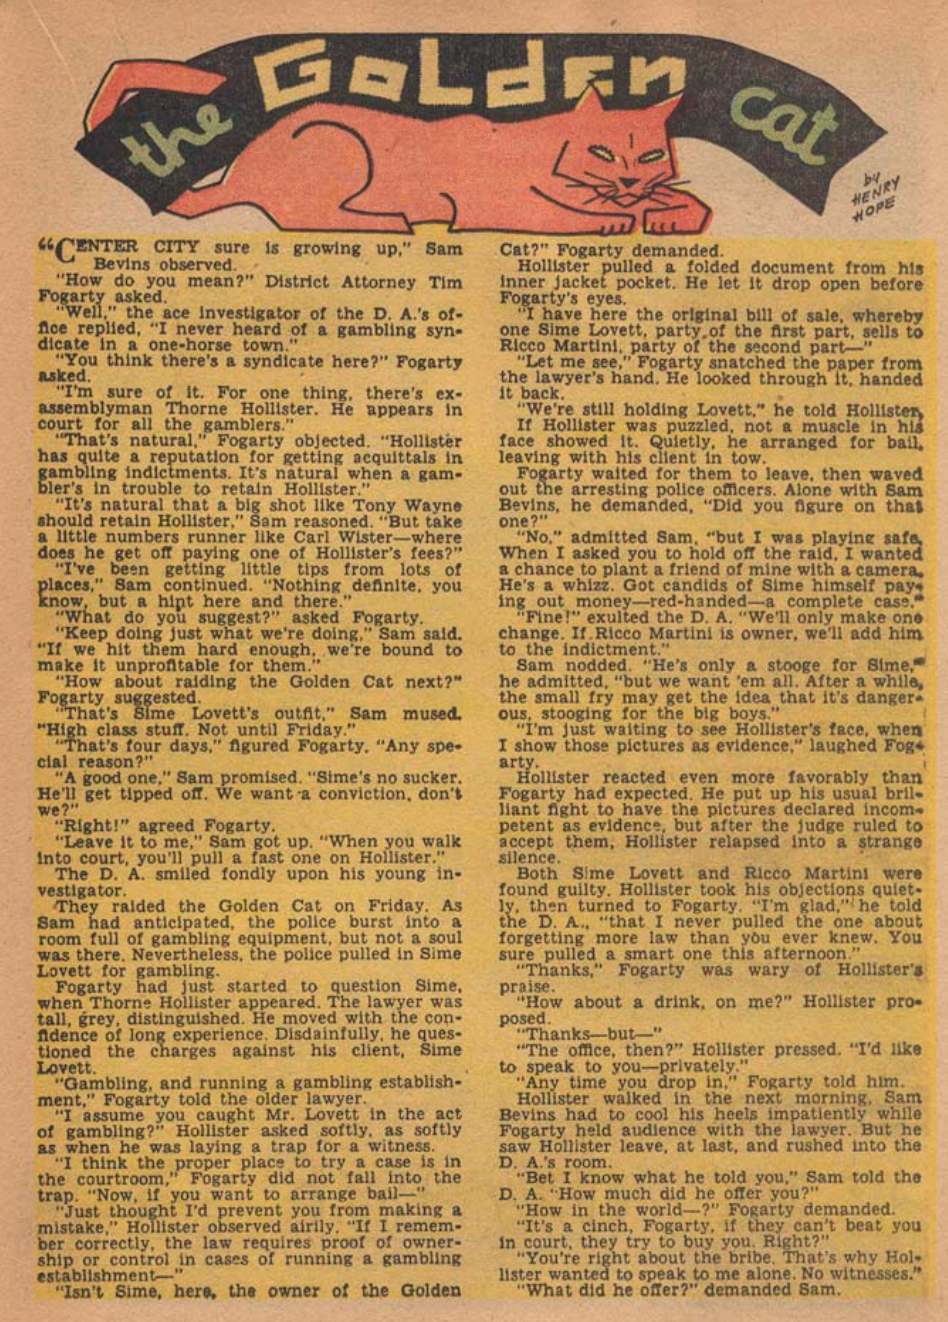 the Golden cat
by
HENRY
HOPE
"CENTER CITY sure is growing up," Sam
Bevins observed.
"How do you mean?" District Attorney Tim
Fogarty asked.
"Well," the ace investigator of the D. A.'s of-
fice replied, "I never heard of a gambling syn-
dicate in a one-horse town."
"You think there's a syndicate here?" Fogarty
asked.
"I'm sure of it. For one thing, there's ex-
assemblyman Thorne Hollister. He appears in
court for all the gamblers."
"That's natural," Fogarty objected. "Hollister
has quite a reputation for getting acquittals in
gambling indictments. It's natural when a gam-
bler's in trouble to retain Hollister."
"It's natural that a big shot like Tony Wayne
should retain Hollister," Sam reasoned. "But take
a little numbers runner like Carl Wister—where
does he get off paying one of Hollister's fees?"
"I've been getting little tips from lots of
places," Sam continued. "Nothing definite, you
know, but a hint here and there."
"What do you suggest?" asked Fogarty.
"Keep doing just what we're doing," Sam said.
"If we hit them hard enough, we're bound to
make it unprofitable for them."
"How about raiding the Golden Cat next?"
Fogarty suggested.
"That's Sime Lovett's outfit," Sam mused.
"High class stuff. Not until Friday."
"That's four days," figured Fogarty. "Any spe-
cial reason?"
"A good one," Sam promised. "Sime's no sucker.
He'll get tipped off. We want a conviction, don't
we?"
"Right!" agreed Fogarty.
"Leave it to me," Sam got up. "When you walk
into court, you'll pull a fast one on Hollister."
The D. A. smiled fondly upon his young in-
vestigator.
They raided the Golden Cat on Friday. As
Sam had anticipated, the police burst into a
room full of gambling equipment, but not a soul
was there. Nevertheless, the police pulled in Sime
Lovett for gambling.
Fogarty had just started to question Sime,
when Thorne Hollister appeared. The lawyer was
tall, grey, distinguished. He moved with the con-
fidence of long experience. Disdainfully, he ques-
tioned the charges against his client, Sime
Lovett.
"Gambling, and running a gambling establish-
ment," Fogarty told the older lawyer.
"I assume you caught Mr. Lovett in the act
of gambling?" Hollister asked softly, as softly
as when he was laying a trap for a witness.
"I think the proper place to try a case is in
the courtroom," Fogarty did not fall into the
trap. "Now, if you want to arrange bail—"
"Just thought I'd prevent you from making a
mistake," Hollister observed airily. "If I remem-
ber correctly, the law requires proof of owner-
ship or control in cases of running a gambling
establishment—"
"Isn't Sime, here, the owner of the Golden
Cat?" Fogarty demanded.
Hollister pulled a folded document from his
inner jacket pocket. He let it drop open before
Fogarty's eyes.
"I have here the original bill of sale, whereby
one Sime Lovett, party of the first part, sells to
Ricco Martini, party of the second part—"
"Let me see," Fogarty snatched the paper from
the lawyer's hand. He looked through it, handed
it back.
"We're still holding Lovett," he told Hollister.
If Hollister was puzzled, not a muscle in his
face showed it. Quietly, he arranged for bail,
leaving with his client in tow.
Fogarty waited for them to leave, then waved
out the arresting police officers. Alone with Sam
Bevins, he demanded, "Did you figure on that
one?"
"No," admitted Sam, "but I was playing safe.
When I asked you to hold off the raid, I wanted
a chance to plant a friend of mine with a camera.
He's a whizz. Got candids of Sime himself pay-
ing out money—red-handed—a complete case."
"Fine!" exulted the D. A. "We'll only make one
change. If Ricco Martini is owner, we'll add him
to the indictment."
Sam nodded. "He's only a stooge for Sime,"
he admitted, "but we want 'em all. After a while,
the small fry may get the idea that it's danger-
ous, stooging for the big boys."
"I'm just waiting to see Hollister's face, when
I show those pictures as evidence," laughed Fog-
arty.
Hollister reacted even more favorably than
Fogarty had expected. He put up his usual bril-
liant fight to have the pictures declared incom-
petent as evidence, but after the judge ruled to
accept them, Hollister relapsed into a strange
silence.
Both Sime Lovett and Ricco Martini were
found guilty. Hollister took his objections quiet-
ly, then turned to Fogarty. "I'm glad," he told
the D. A., "that I never pulled the one about
forgetting more law than you ever knew. You
sure pulled a smart one this afternoon."
"Thanks," Fogarty was wary of Hollister's
praise.
"How about a drink, on me?" Hollister pro-
posed.
"Thanks—but—"
"The office, then?" Hollister pressed. "I'd like
to speak to you—privately."
"Any time you drop in," Fogarty told him.
Hollister walked in the next morning. Sam
Bevins had to cool his heels impatiently while
Fogarty held audience with the lawyer. But he
saw Hollister leave, at last, and rushed into the
D. A.'s room.
"Bet I know what he told you," Sam told the
D. A. "How much did he offer you?"
"How in the world—?" Fogarty demanded.
"It's a cinch, Fogarty, if they can't beat you
in court, they try to buy you. Right?"
"You're right about the bribe. That's why Hol-
lister wanted to speak to me alone. No witnesses."
"What did he offer?" demanded Sam.